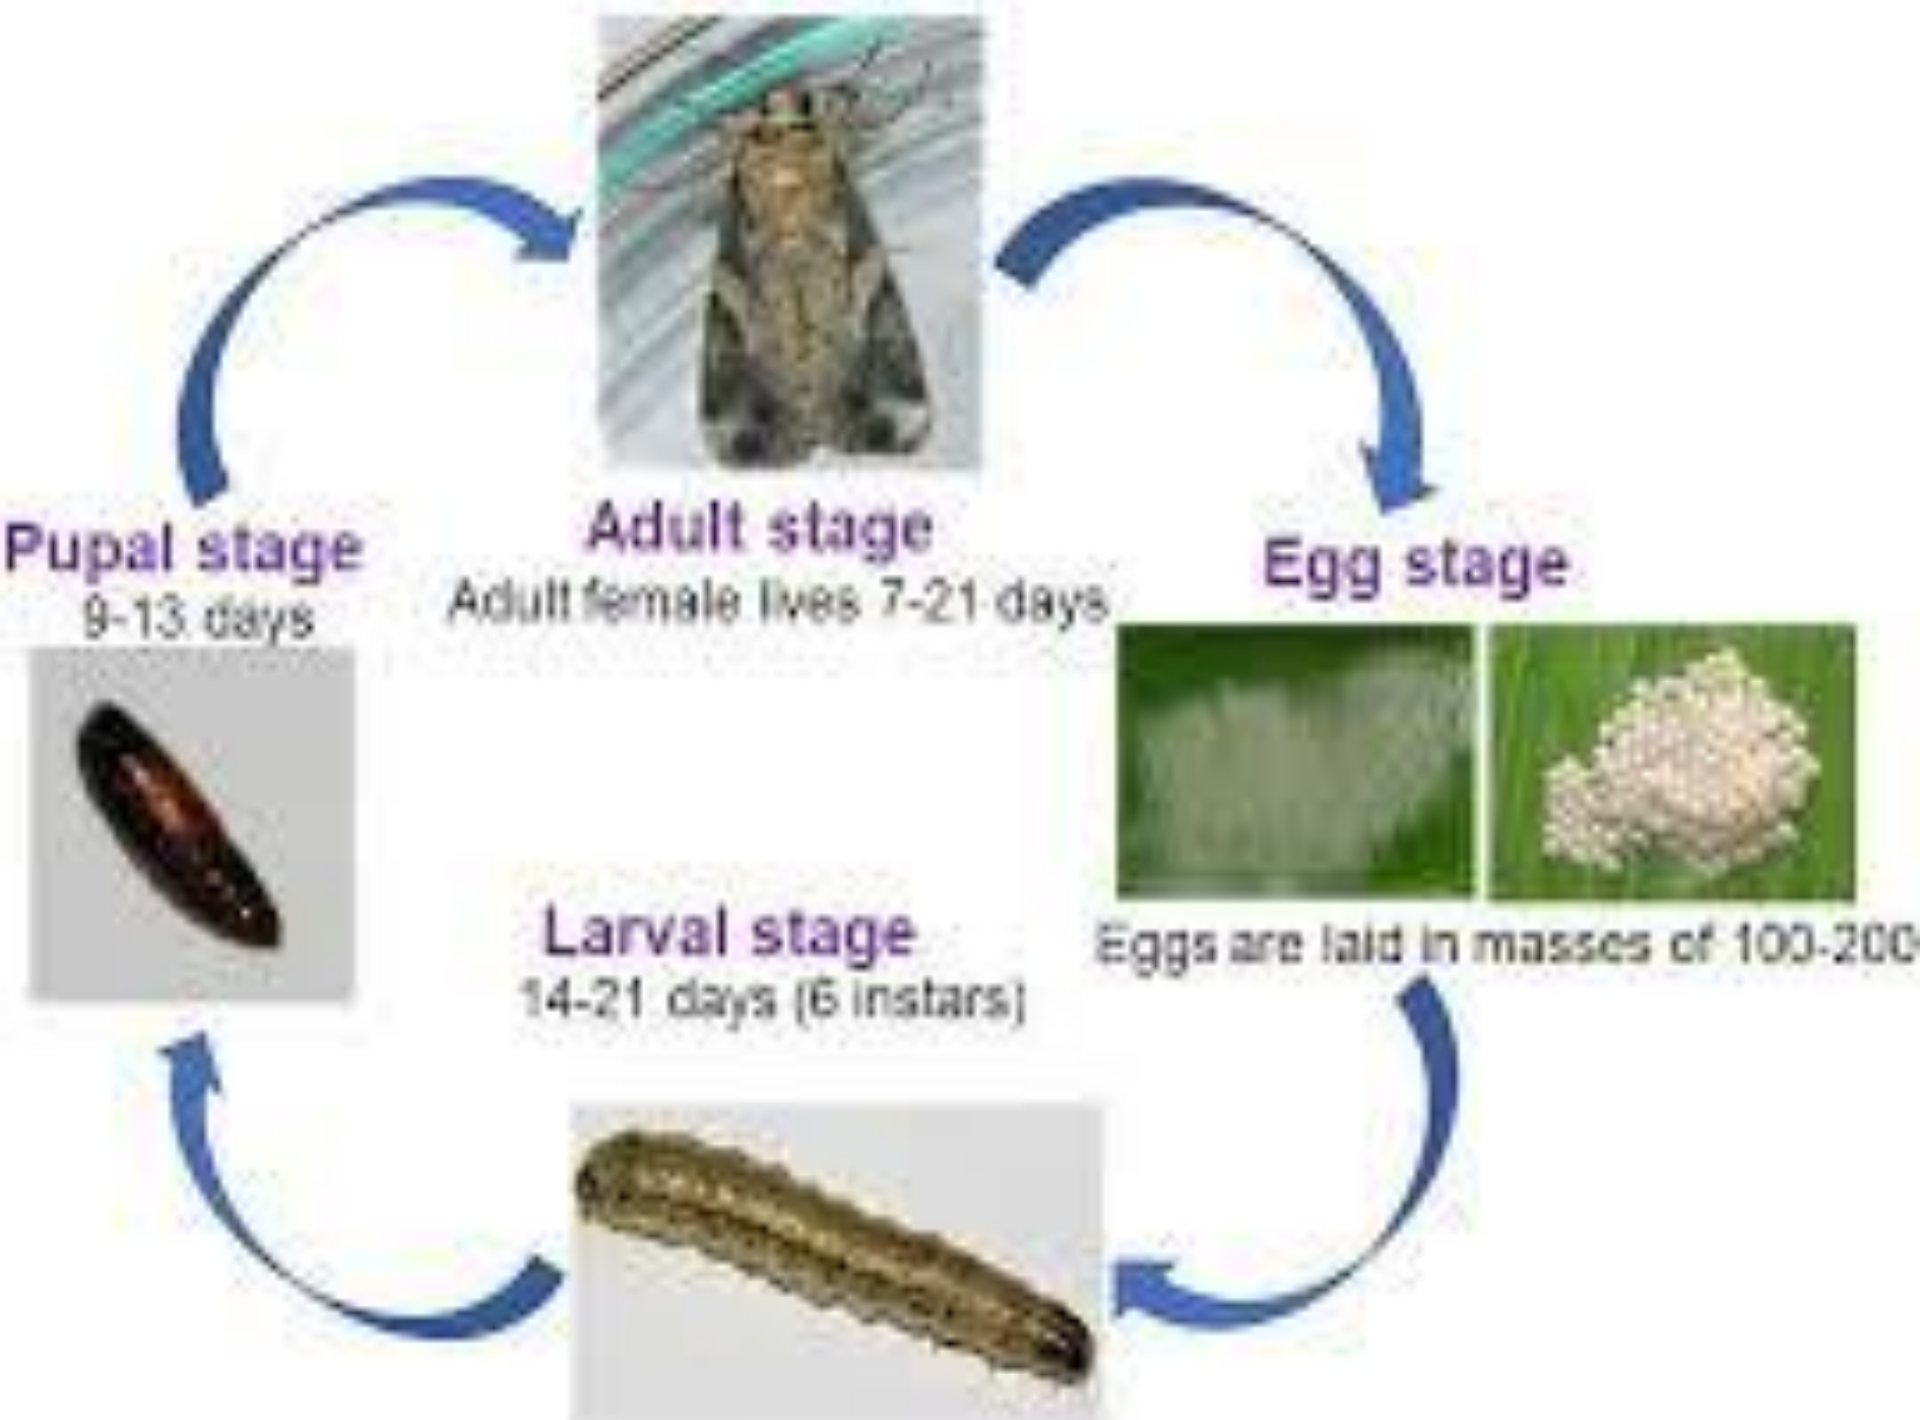 Adult stage
Adult female lives 7-21 days
Egg stage
Eggs are laid in masses of 100-200
Larval stage
14-21 days (6 instars)
Pupal stage
9-13 days